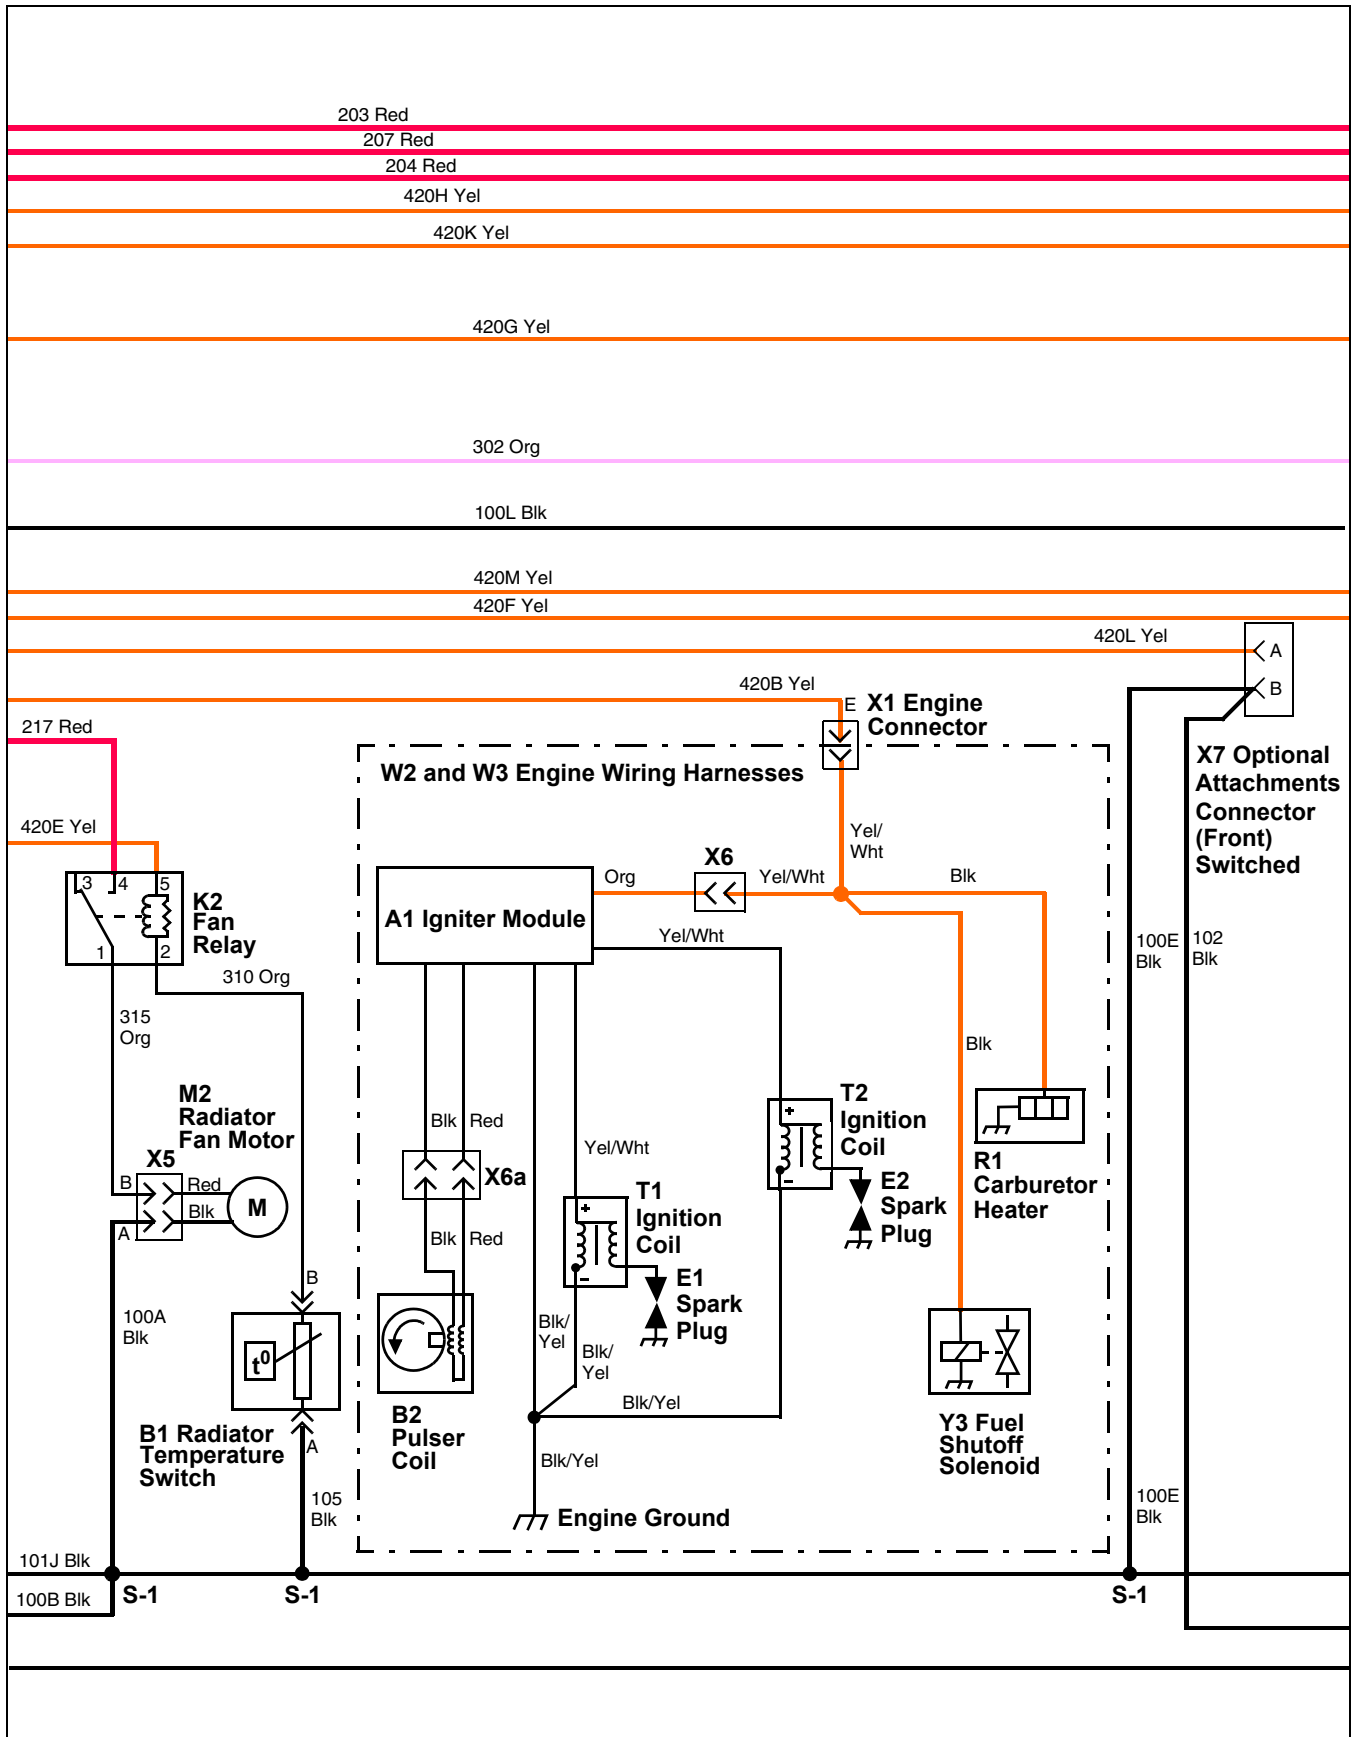 203 Red
207 Red
204 Red
420H Yel
420K Yel
420G Yel
302 Org
100L Blk
420M Yel
420F Yel
420L Yel
A
B
420B Yel
E
X1 Engine
Connector
217 Red
W2 and W3 Engine Wiring Harnesses
X7 Optional
Attachments
Connector
(Front)
Switched
420E Yel
Yel/
Wht
X6
Org
Yel/Wht
Blk
3
4
5
1
2
K2
Fan
Relay
A1 Igniter Module
Yel/Wht
100E
Blk
102
Blk
310 Org
315
Org
Blk
M2
Radiator
Fan Motor
X5
B
Red
Blk
A
M
Blk
Red
X6a
Blk
Red
Yel/Wht
+
-
T2
Ignition
Coil
E2
Spark
Plug
R1
Carburetor
Heater
+
-
T1
Ignition
Coil
E1
Spark
Plug
B
100A
Blk
t0
Blk/
Yel
Blk/
Yel
Blk/Yel
B1 Radiator
Temperature
Switch
A
B2
Pulser
Coil
Y3 Fuel
Shutoff
Solenoid
Blk/Yel
105
Blk
Engine Ground
100E
Blk
101J Blk
100B Blk
S-1
S-1
S-1